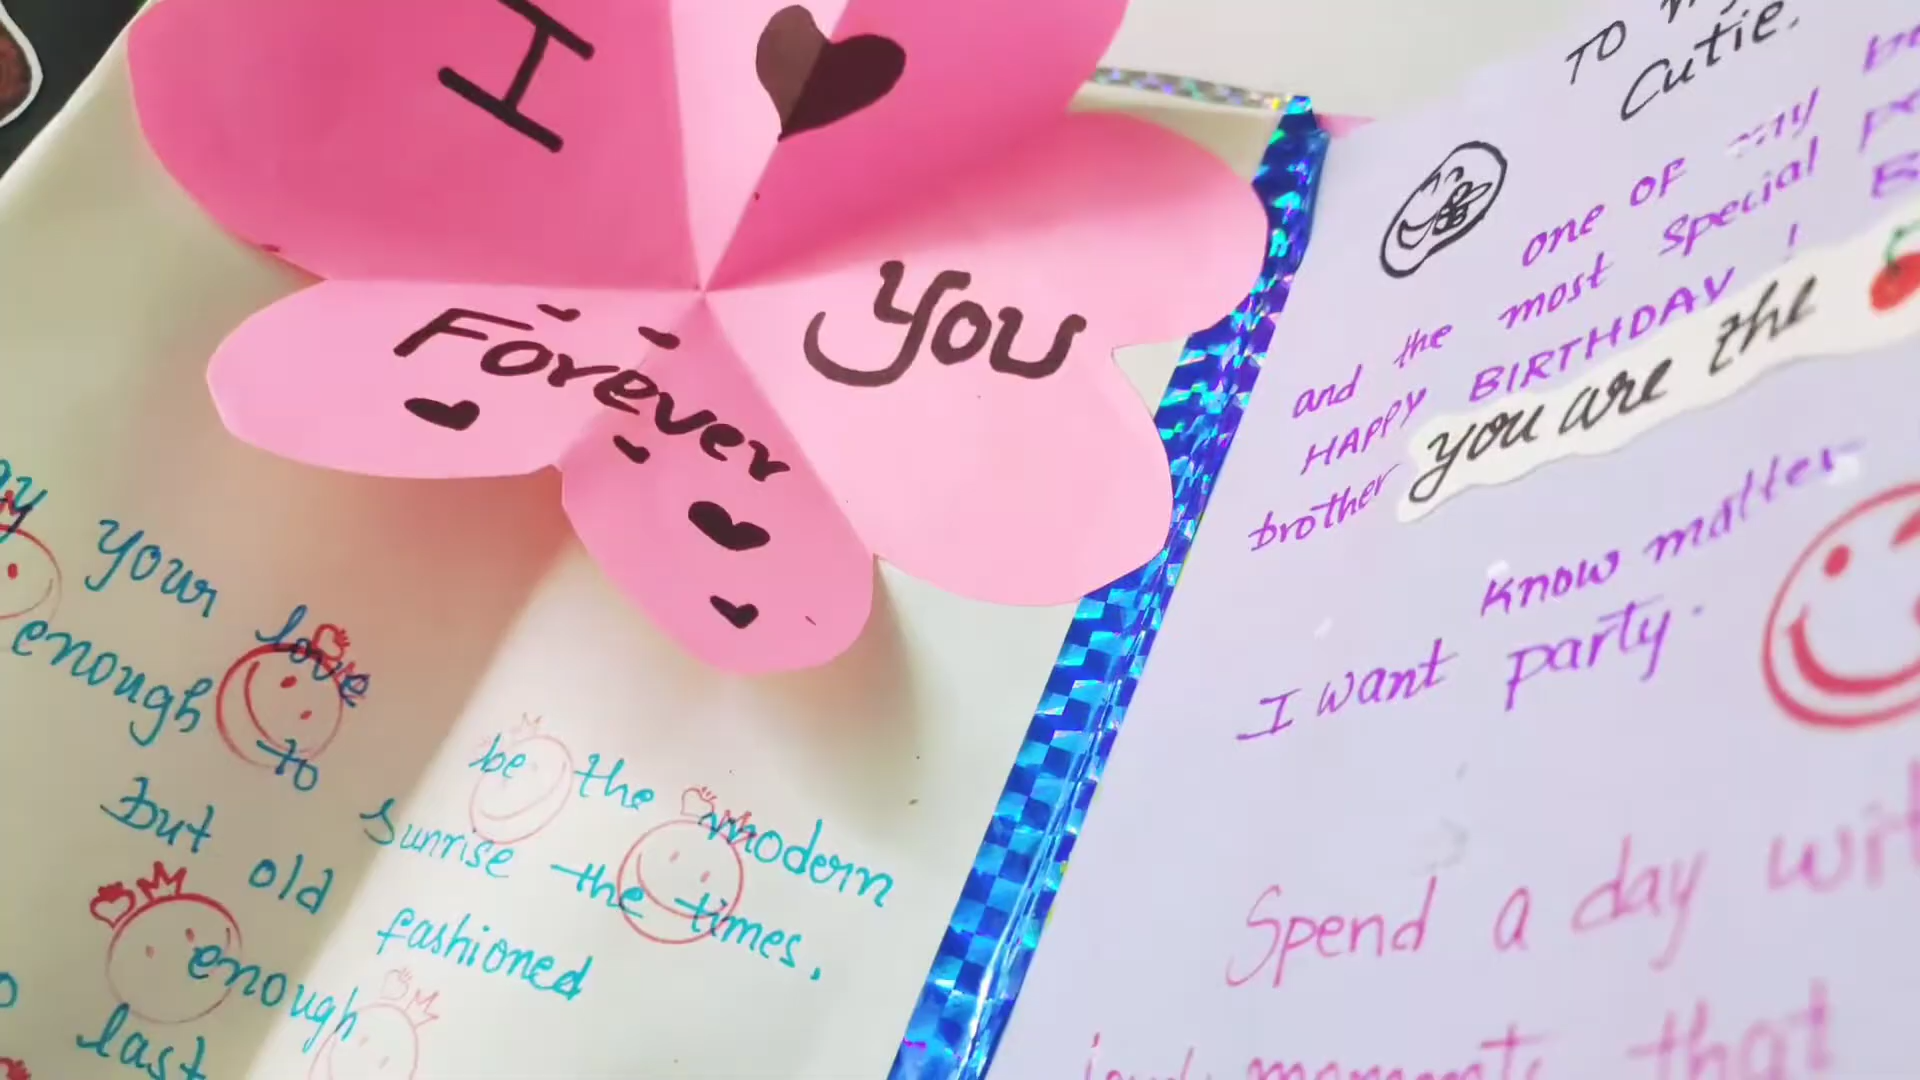 I
You
Forever
your love
enough to be the modern
But old sunrise the times,
enough fashioned
last
TO
Cutie.
one OF my
and the most special
HAPPY BIRTHDAY !
brother
you are the
know matter
I want party.
Spend a day
moments that